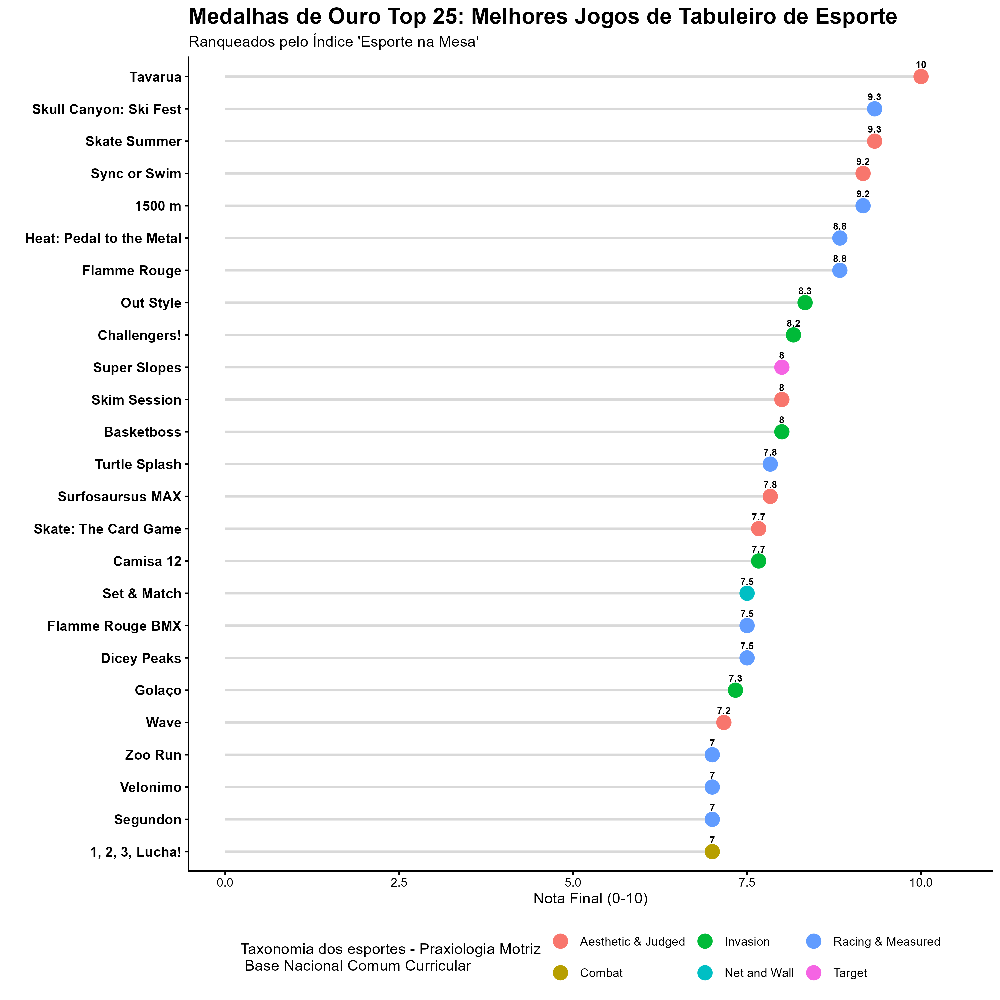 Medalhas de Ouro Top 25: Melhores Jogos de Tabuleiro de Esporte
Ranqueados pelo Índice 'Esporte na Mesa'
Tavarua 10
Skull Canyon: Ski Fest 9.3
Skate Summer 9.3
Sync or Swim 9.2
1500 m 9.2
Heat: Pedal to the Metal 8.8
Flamme Rouge 8.8
Out Style 8.3
Challengers! 8.2
Super Slopes 8
Skim Session 8
Basketboss 8
Turtle Splash 7.8
Surfosaursus MAX 7.8
Skate: The Card Game 7.7
Camisa 12 7.7
Set & Match 7.5
Flamme Rouge BMX 7.5
Dicey Peaks 7.5
Golaço 7.3
Wave 7.2
Zoo Run 7
Velonimo 7
Segundon 7
1, 2, 3, Lucha! 7
0.0 2.5 5.0 7.5 10.0
Nota Final (0-10)
Taxonomia dos esportes - Praxiologia Motriz
Base Nacional Comum Curricular
Aesthetic & Judged Invasion Racing & Measured
Combat Net and Wall Target